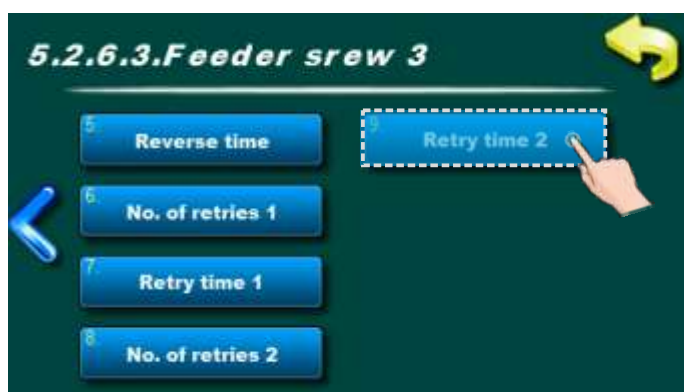 5.2.6.3.Feeder srew 3
5.
Reverse time
6.
No. of retries 1
7.
Retry time 1
8.
No. of retries 2
9.
Retry time 2